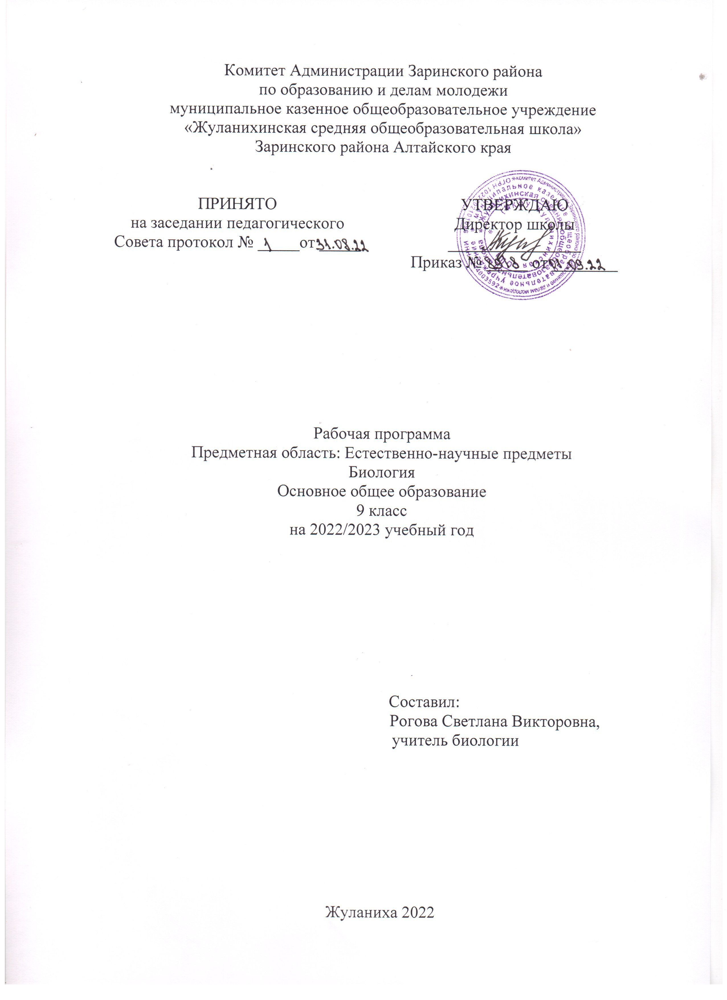 Комитет Администрации Заринского района
по образованию и делам молодежи
муниципальное казенное общеобразовательное учреждение
«Жуланихинская средняя общеобразовательная школа»
Заринского района Алтайского края
ПРИНЯТО
на заседании педагогического
Совета протокол № 1 от 31.08.22
УТВЕРЖДАЮ
Директор школы
Приказ № от 01.09.22
Рабочая программа
Предметная область: Естественно-научные предметы
Биология
Основное общее образование
9 класс
на 2022/2023 учебный год
Составил:
Рогова Светлана Викторовна,
учитель биологии
Жуланиха 2022